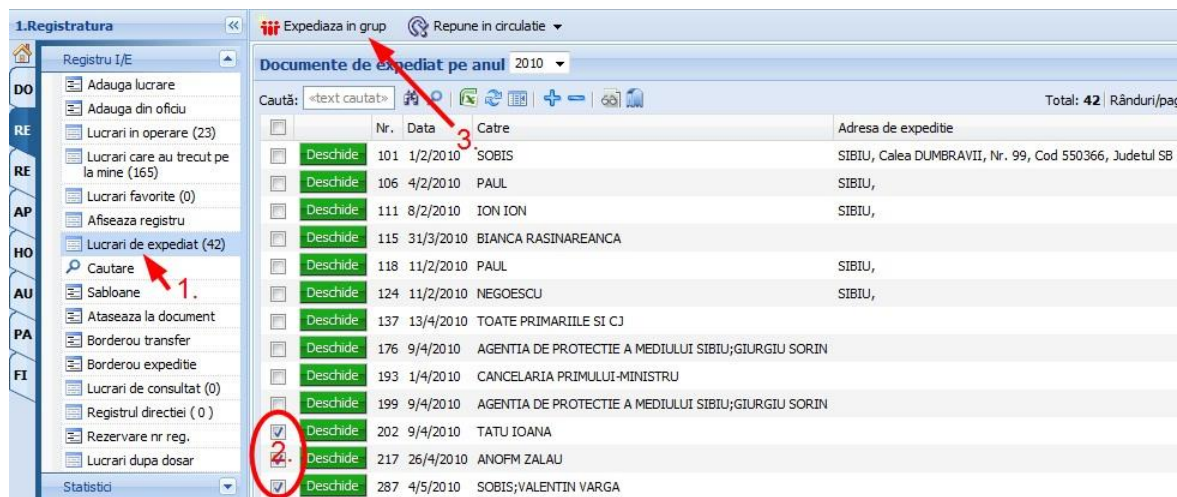 1.Registratura
Expediaza in grup Repune in circulatie
DO
RE
RE
AP
HO
AU
PA
FI
Registru I/E
Adauga lucrare
Adauga din oficiu
Lucrari in operare (23)
Lucrari care au trecut pe
la mine (165)
Lucrari favorite (0)
Afiseaza registru
Lucrari de expediat (42)
Cautare
1.
Sabloane
Ataseaza la document
Borderou transfer
Borderou expeditie
Lucrari de consultat (0)
Registrul directiei ( 0 )
Rezervare nr reg.
Lucrari dupa dosar
Statistici
Documente de expediat pe anul 2010
Caută: «text cautat» Total: 42 Rânduri/pag
3.
Nr. Data Catre Adresa de expeditie
Deschide 101 1/2/2010 SOBIS SIBIU, Calea DUMBRAVII, Nr. 99, Cod 550366, Judetul SB
Deschide 106 4/2/2010 PAUL SIBIU,
Deschide 111 8/2/2010 ION ION SIBIU,
Deschide 115 31/3/2010 BIANCA RASINAREANCA
Deschide 118 11/2/2010 PAUL SIBIU,
Deschide 124 11/2/2010 NEGOESCU SIBIU,
Deschide 137 13/4/2010 TOATE PRIMARIILE SI CJ
Deschide 176 9/4/2010 AGENTIA DE PROTECTIE A MEDIULUI SIBIU;GIURGIU SORIN
Deschide 193 1/4/2010 CANCELARIA PRIMULUI-MINISTRU
Deschide 199 9/4/2010 AGENTIA DE PROTECTIE A MEDIULUI SIBIU;GIURGIU SORIN
Deschide 202 9/4/2010 TATU IOANA
2.
Deschide 217 26/4/2010 ANOFM ZALAU
Deschide 287 4/5/2010 SOBIS;VALENTIN VARGA